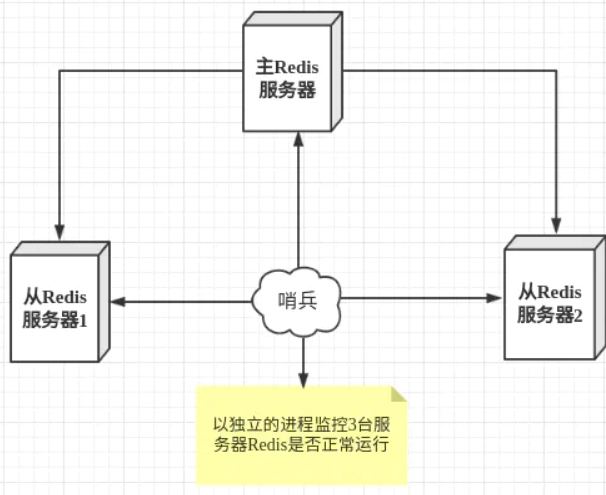 主Redis
服务器
从Redis
服务器1
哨兵
从Redis
服务器2
以独立的进程监控3台服
务器Redis是否正常运行